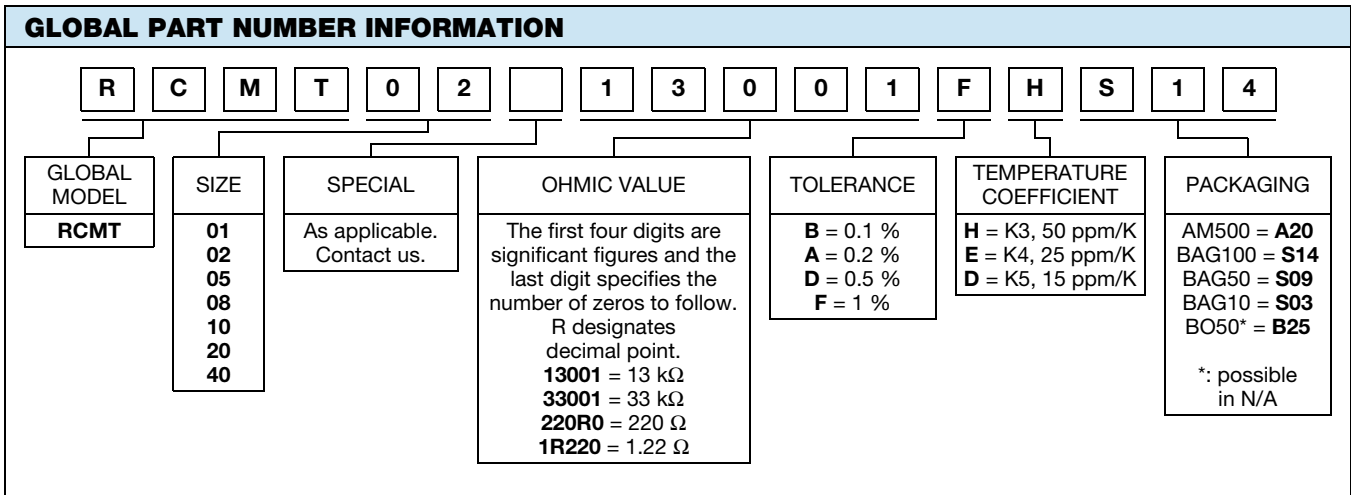 GLOBAL PART NUMBER INFORMATION
R C M T 0 2 1 3 0 0 1 F H S 1 4
GLOBAL
MODEL
RCMT
SIZE
01
02
05
08
10
20
40
SPECIAL
As applicable.
Contact us.
OHMIC VALUE
The first four digits are
significant figures and the
last digit specifies the
number of zeros to follow.
R designates
decimal point.
13001 = 13 kΩ
33001 = 33 kΩ
220R0 = 220 Ω
1R220 = 1.22 Ω
TOLERANCE
B = 0.1 %
A = 0.2 %
D = 0.5 %
F = 1 %
TEMPERATURE
COEFFICIENT
H = K3, 50 ppm/K
E = K4, 25 ppm/K
D = K5, 15 ppm/K
PACKAGING
AM500 = A20
BAG100 = S14
BAG50 = S09
BAG10 = S03
BO50* = B25
*: possible
in N/A